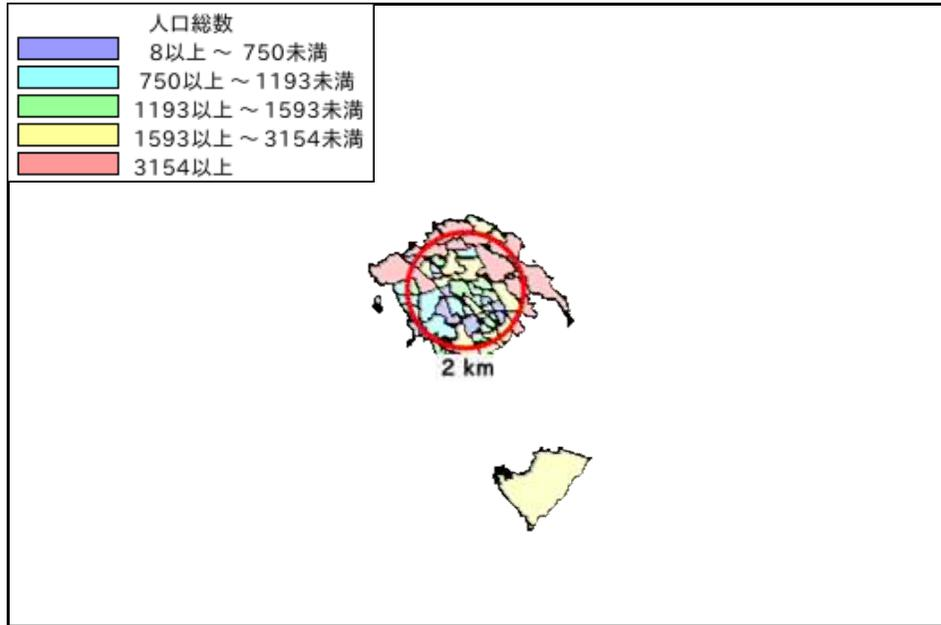 人口総数
8以上 ～ 750未満
750以上 ～ 1193未満
1193以上 ～ 1593未満
1593以上 ～ 3154未満
3154以上
2 km